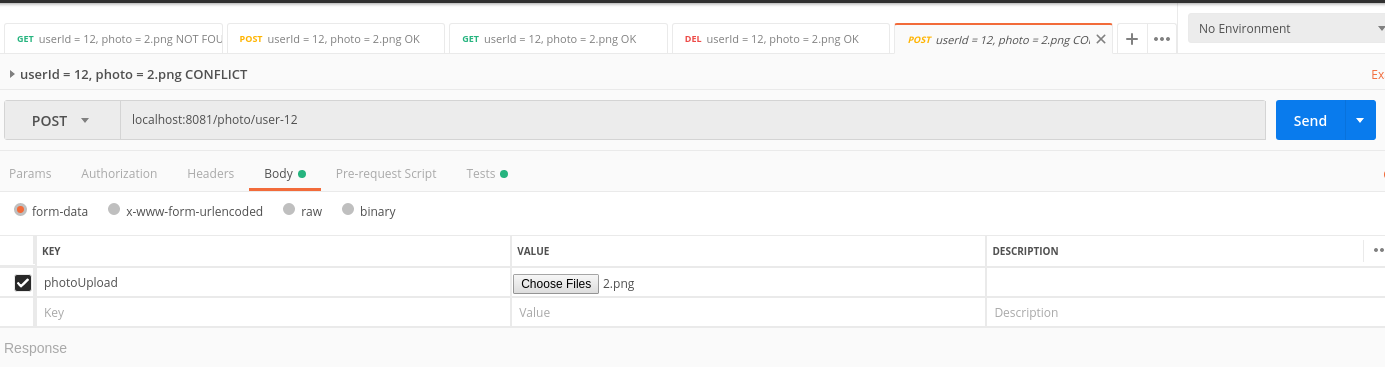 GET userId = 12, photo = 2.png NOT FOU POST userId = 12, photo = 2.png OK GET userId = 12, photo = 2.png OK DEL userId = 12, photo = 2.png OK POST userId = 12, photo = 2.png CO No Environment
userId = 12, photo = 2.png CONFLICT Ex
POST localhost:8081/photo/user-12 Send
Params Authorization Headers Body Pre-request Script Tests
form-data x-www-form-urlencoded raw binary
KEY VALUE DESCRIPTION
photoUpload Choose Files 2.png
Key Value Description
Response